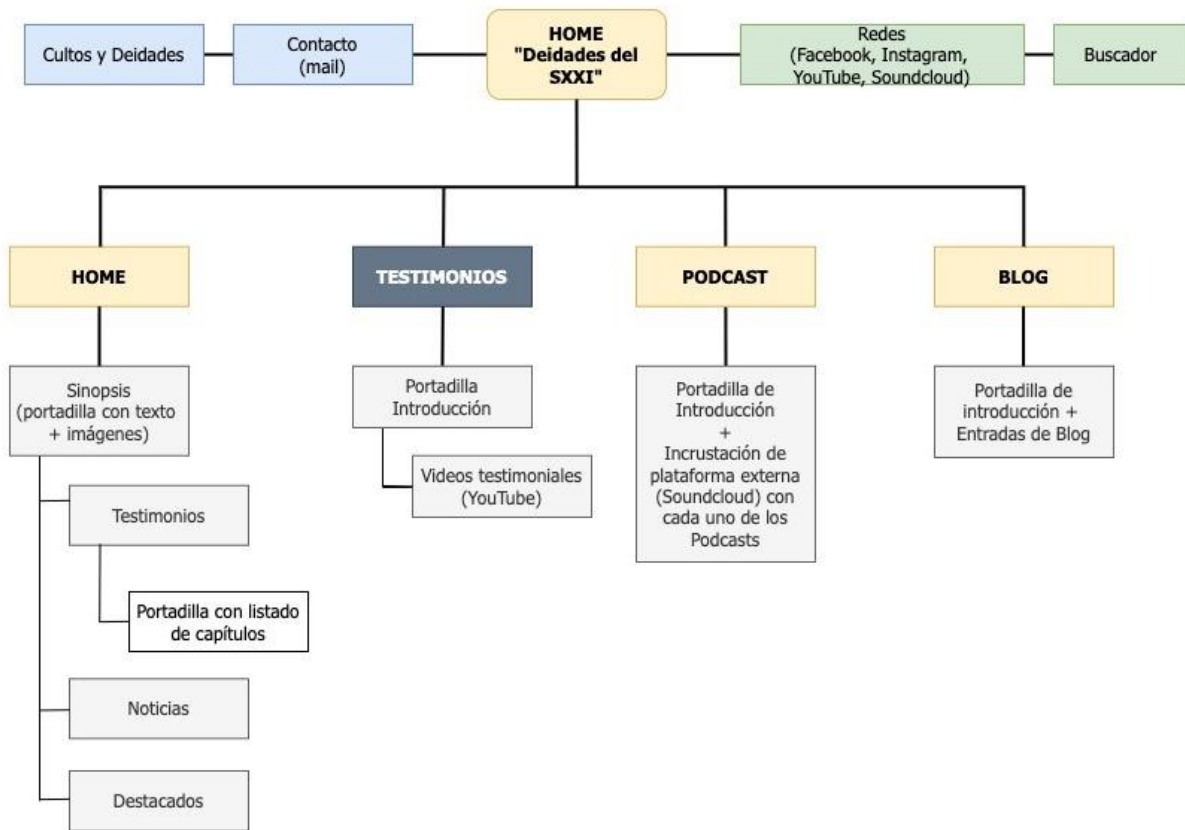 Cultos y Deidades
Contacto
(mail)
HOME
"Deidades del
SXXI"
Redes
(Facebook, Instagram,
YouTube, Soundcloud)
Buscador
HOME
TESTIMONIOS
PODCAST
BLOG
Sinopsis
(portadilla con texto
+ imágenes)
Testimonios
Portadilla con listado
de capítulos
Noticias
Destacados
Portadilla
Introducción
Videos testimoniales
(YouTube)
Portadilla de
Introducción
+
Incrustación de
plataforma externa
(Soundcloud) con
cada uno de los
Podcasts
Portadilla de
introducción +
Entradas de Blog